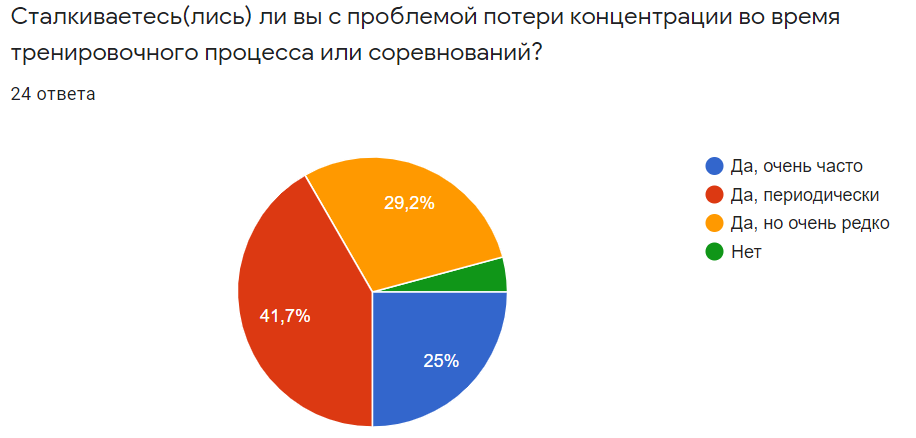 Сталкиваетесь(лись) ли вы с проблемой потери концентрации во время
тренировочного процесса или соревнований?
24 ответа
Да, очень часто
Да, периодически
Да, но очень редко
Нет
29,2%
41,7%
25%